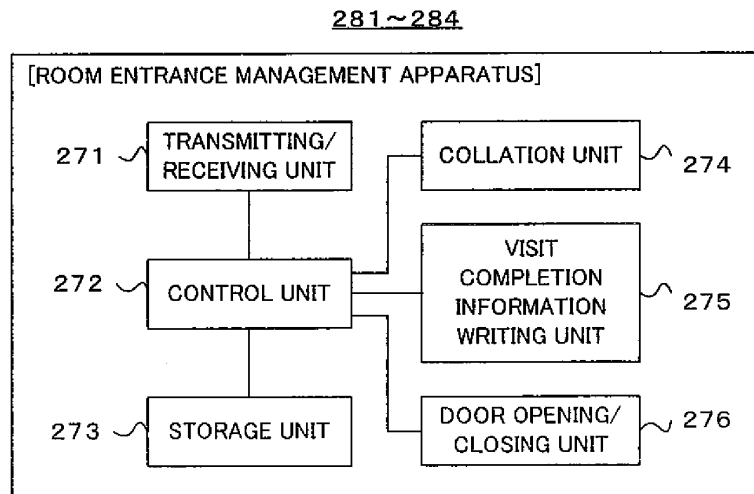 281~284
[ROOM ENTRANCE MANAGEMENT APPARATUS]
271
TRANSMITTING/
RECEIVING UNIT
COLLATION UNIT
274
272
CONTROL UNIT
VISIT
COMPLETION
INFORMATION
WRITING UNIT
275
273
STORAGE UNIT
DOOR OPENING/
CLOSING UNIT
276